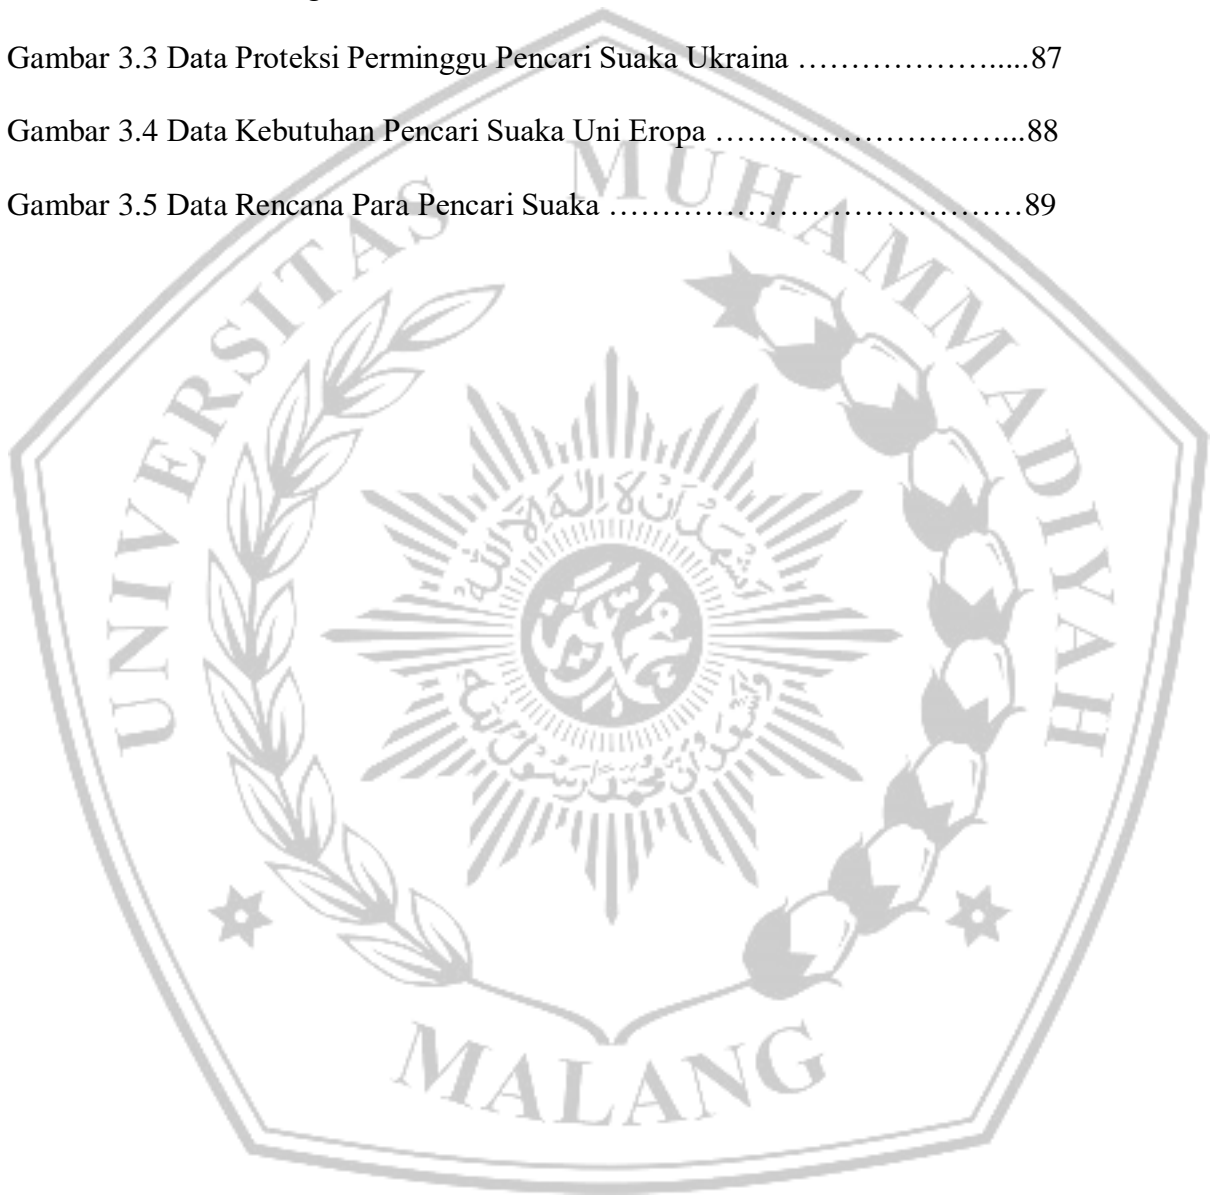 Gambar 3.3 Data Proteksi Perminggu Pencari Suaka Ukraina ……………….....87
Gambar 3.4 Data Kebutuhan Pencari Suaka Uni Eropa ………………………...88
Gambar 3.5 Data Rencana Para Pencari Suaka …………………………………89
UNIVERSITAS MUHAMMADIYAH
MALANG